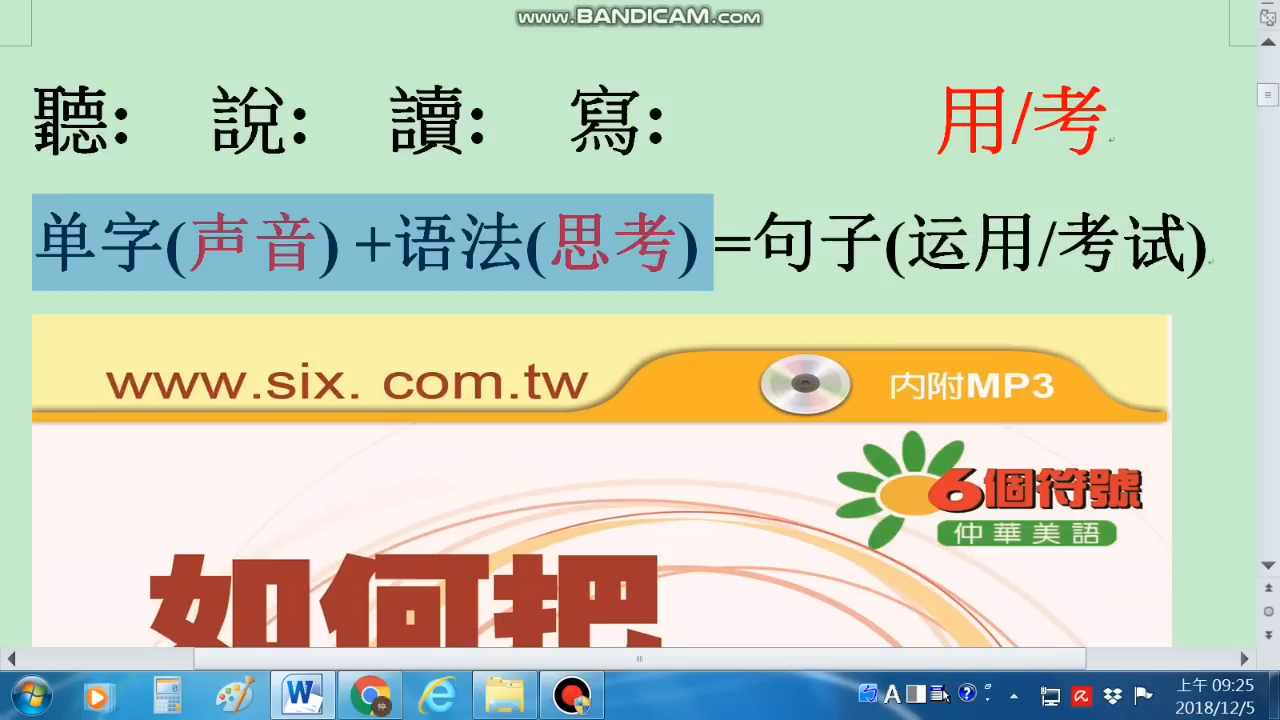 www.BANDICAM.com
聽: 說: 讀: 寫: 用/考
单字(声音) +语法(思考) =句子(运用/考试)
www.six. com.tw
內附MP3
6個符號
仲華美語
如何把
上午 09:25
2018/12/5